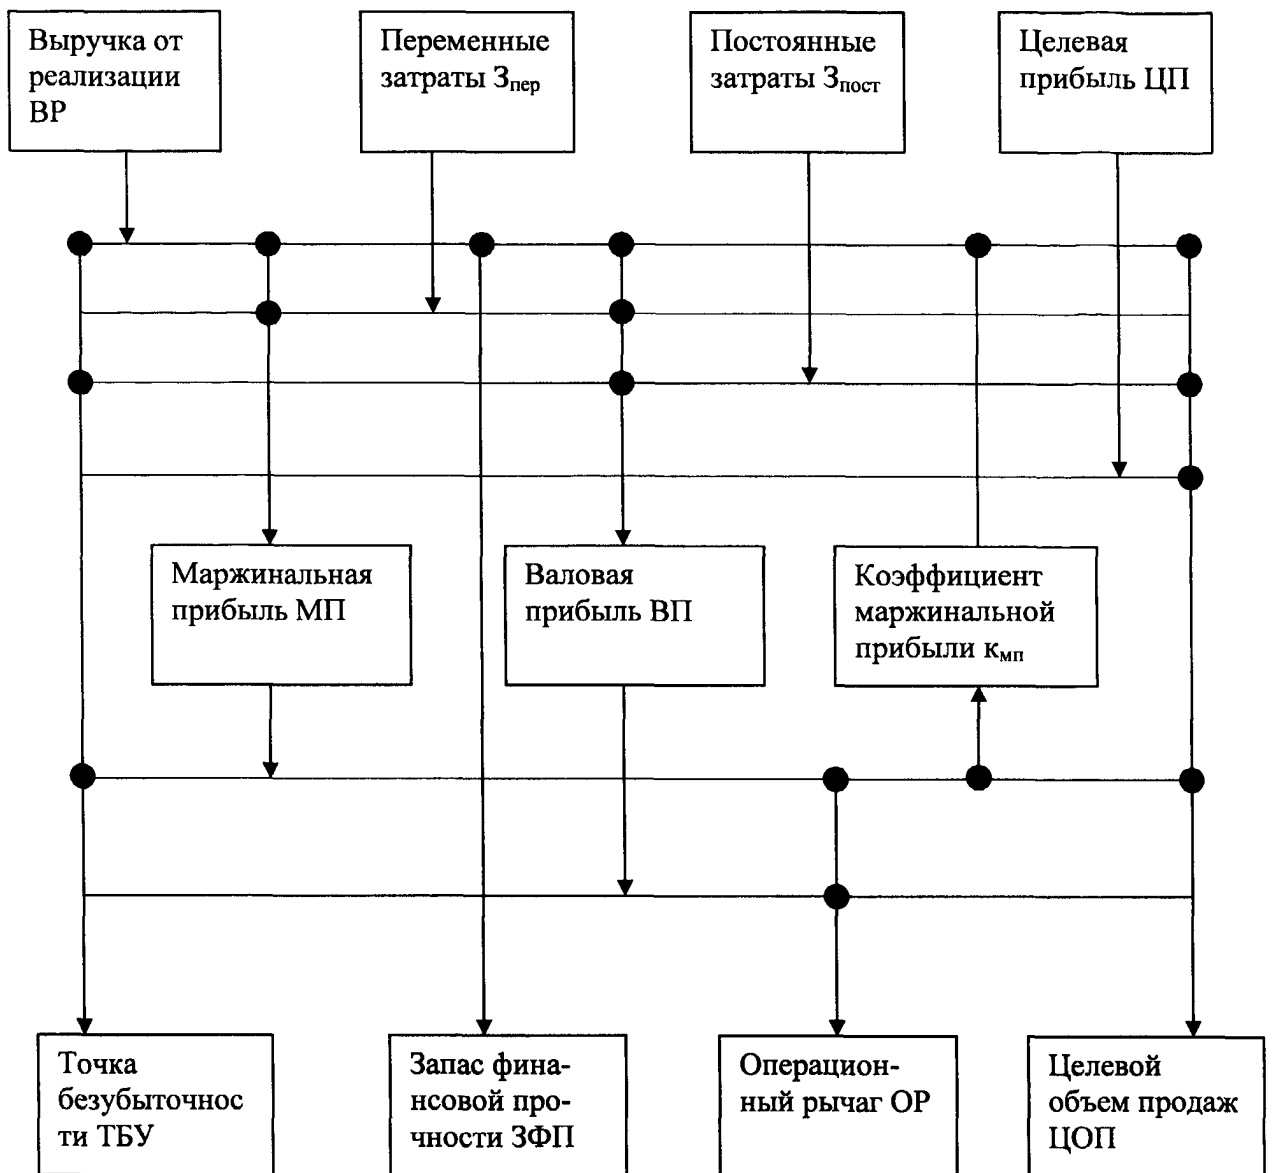 Выручка от
реализации
ВР
Переменные
затраты Зпер
Постоянные
затраты Зпост
Целевая
прибыль ЦП
Маржинальная
прибыль МП
Валовая
прибыль ВП
Коэффициент
маржинальной
прибыли кмп
Точка
безубыточнос
ти ТБУ
Запас фина-
нсовой про-
чности ЗФП
Операцион-
ный рычаг ОР
Целевой
объем продаж
ЦОП